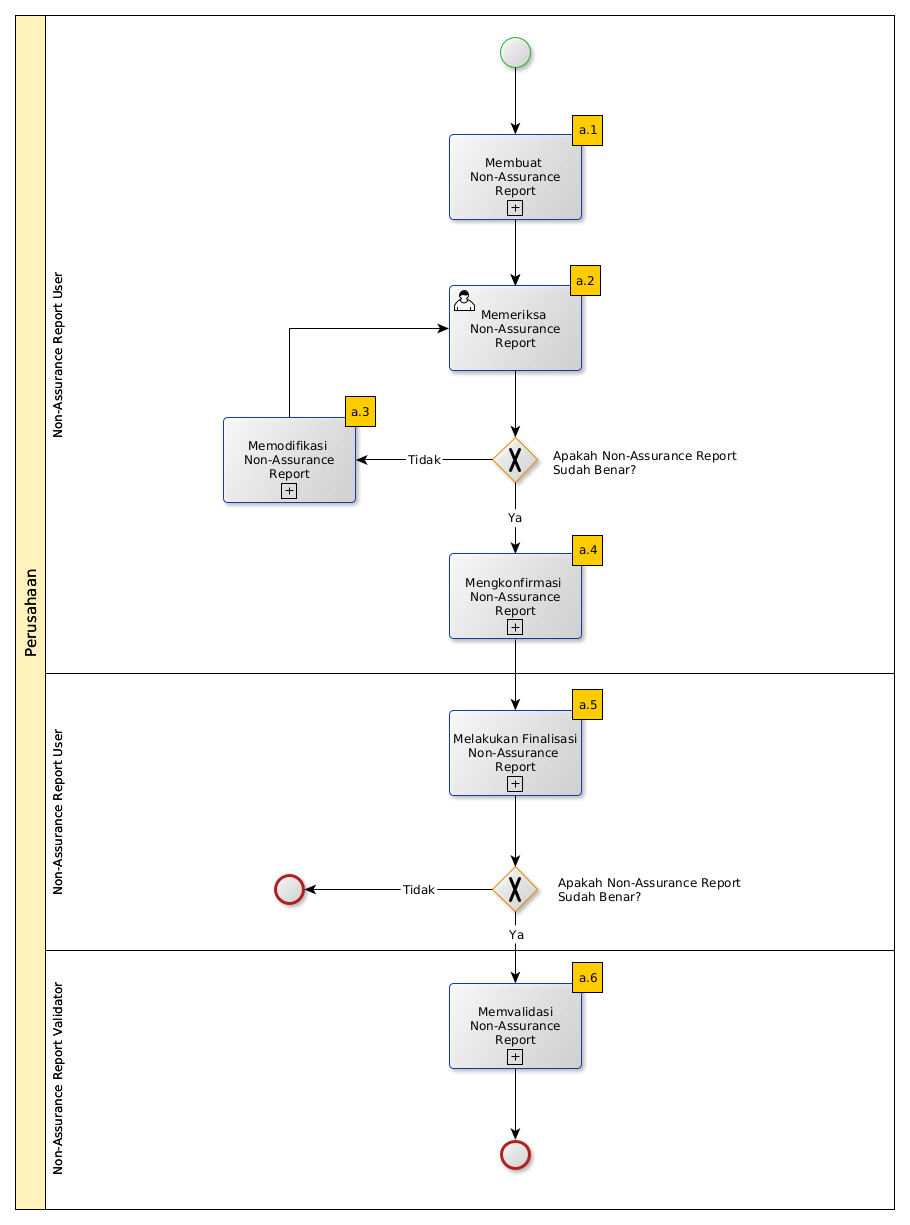 Perusahaan
Non-Assurance Report User
a.1
Membuat
Non-Assurance
Report
a.2
Memeriksa
Non-Assurance
Report
a.3
Memodifikasi
Non-Assurance
Report
Tidak
Apakah Non-Assurance Report
Sudah Benar?
Ya
a.4
Mengkonfirmasi
Non-Assurance
Report
Non-Assurance Report User
a.5
Melakukan Finalisasi
Non-Assurance
Report
Tidak
Apakah Non-Assurance Report
Sudah Benar?
Ya
Non-Assurance Report Validator
a.6
Memvalidasi
Non-Assurance
Report